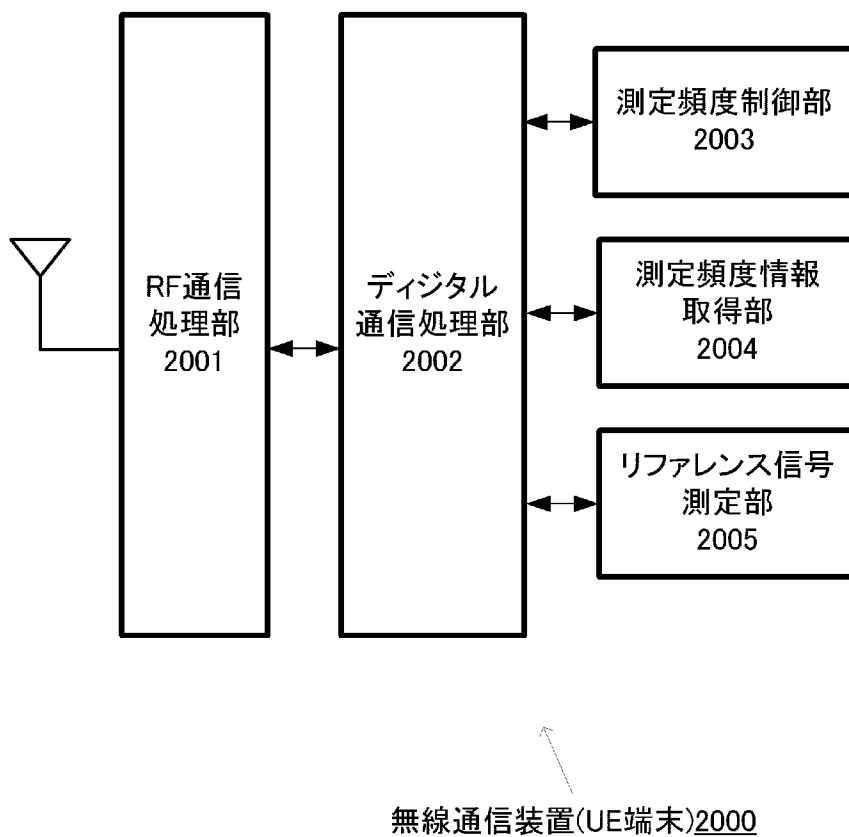 RF通信
処理部
2001
ディジタル
通信処理部
2002
測定頻度制御部
2003
測定頻度情報
取得部
2004
リファレンス信号
測定部
2005
無線通信装置(UE端末)2000